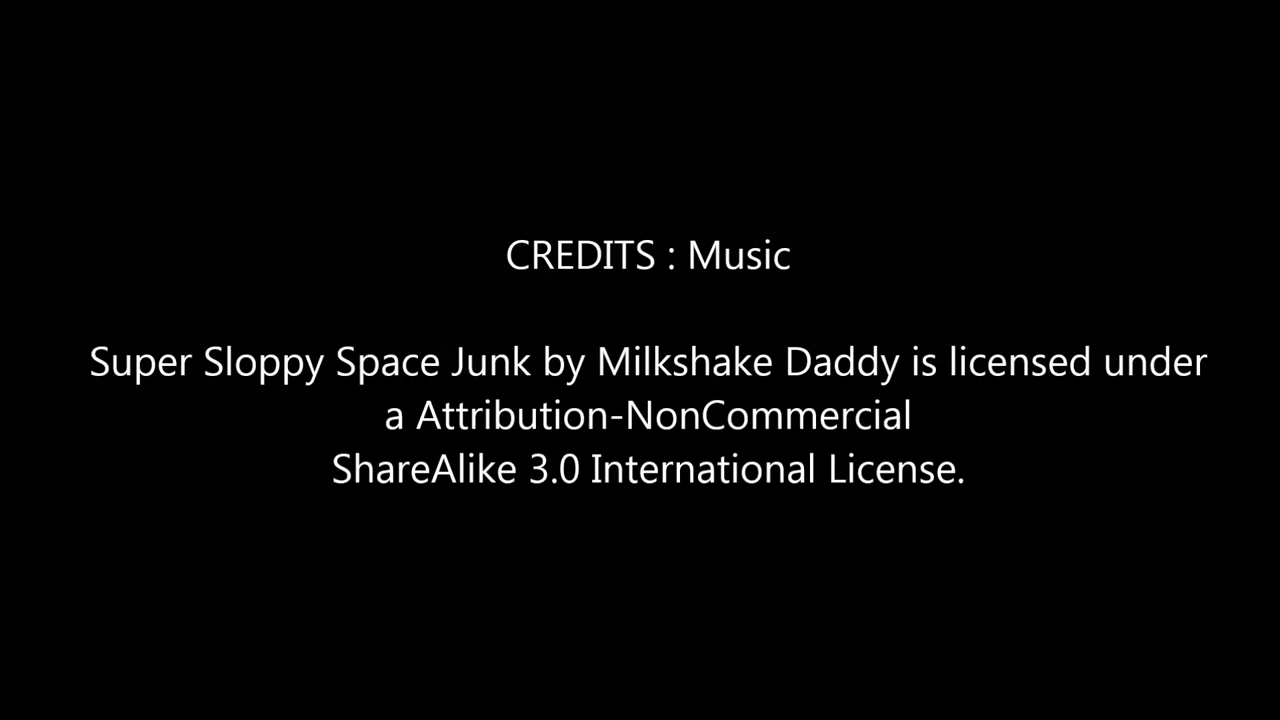 CREDITS : Music
Super Sloppy Space Junk by Milkshake Daddy is licensed under
a Attribution-NonCommercial
ShareAlike 3.0 International License.